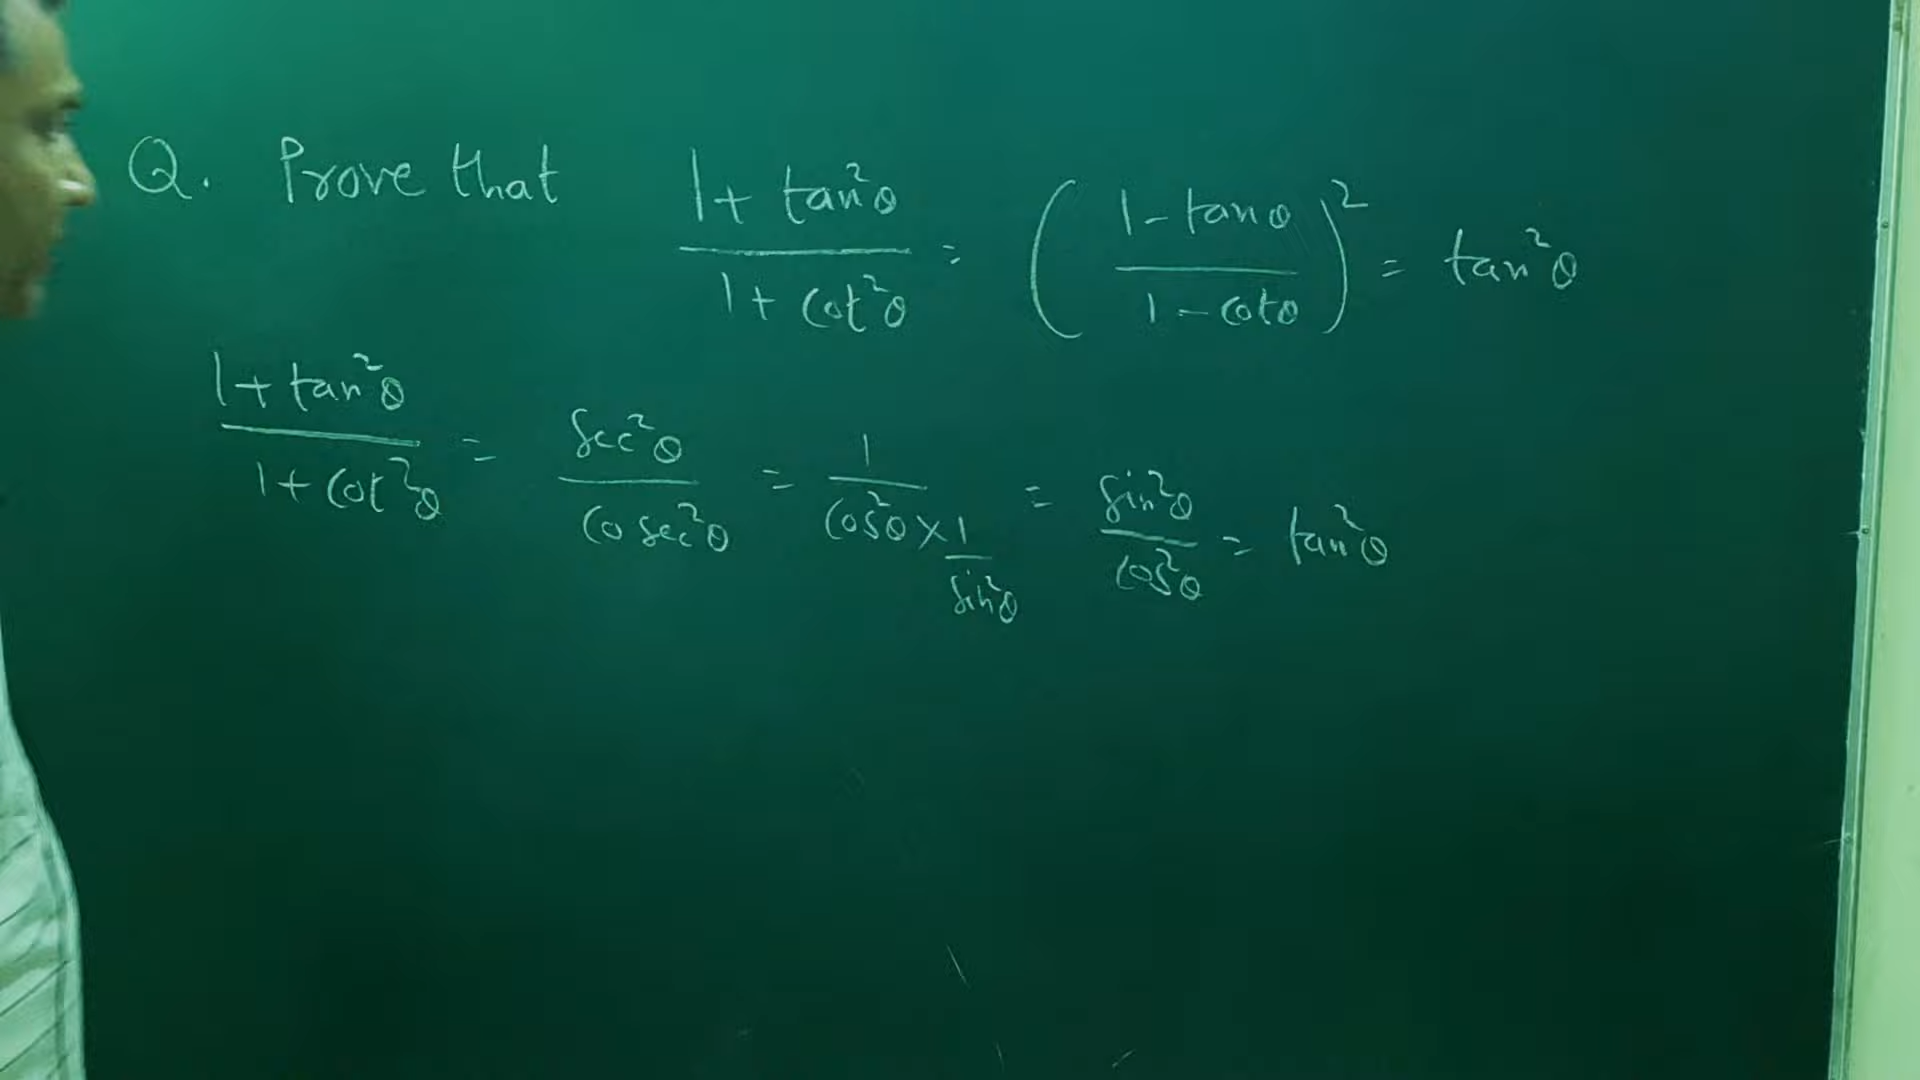 Q. Prove that (1 + tan²θ)/(1 + cot²θ) = ((1 - tanθ)/(1 - cotθ))² = tan²θ
(1 + tan²θ)/(1 + cot²θ) = sec²θ/cosec²θ = 1/(cos²θ × 1/sin²θ) = sin²θ/cos²θ = tan²θ